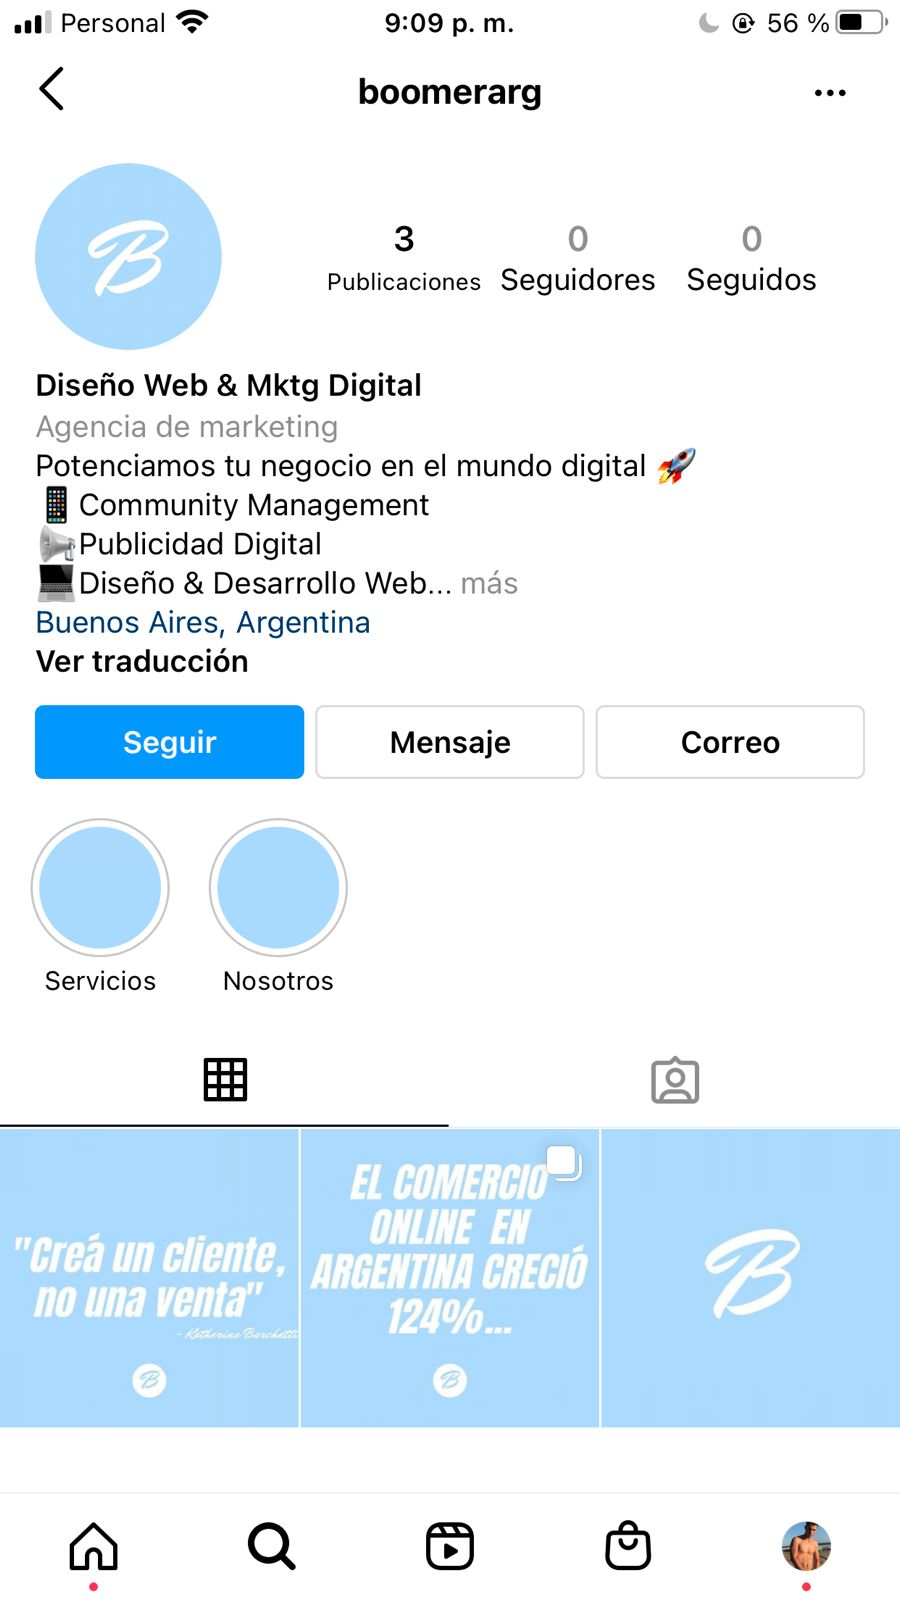 Personal 9:09 p. m. 56 %
boomerarg
3 0 0
Publicaciones Seguidores Seguidos
Diseño Web & Mktg Digital
Agencia de marketing
Potenciamos tu negocio en el mundo digital 🚀
📱Community Management
📢Publicidad Digital
💻Diseño & Desarrollo Web... más
Buenos Aires, Argentina
Ver traducción
Seguir Mensaje Correo
Servicios Nosotros
"Creá un cliente,
no una venta"
- Katherine Barchetti
B
EL COMERCIO
ONLINE EN
ARGENTINA CRECIÓ
124%...
B
B